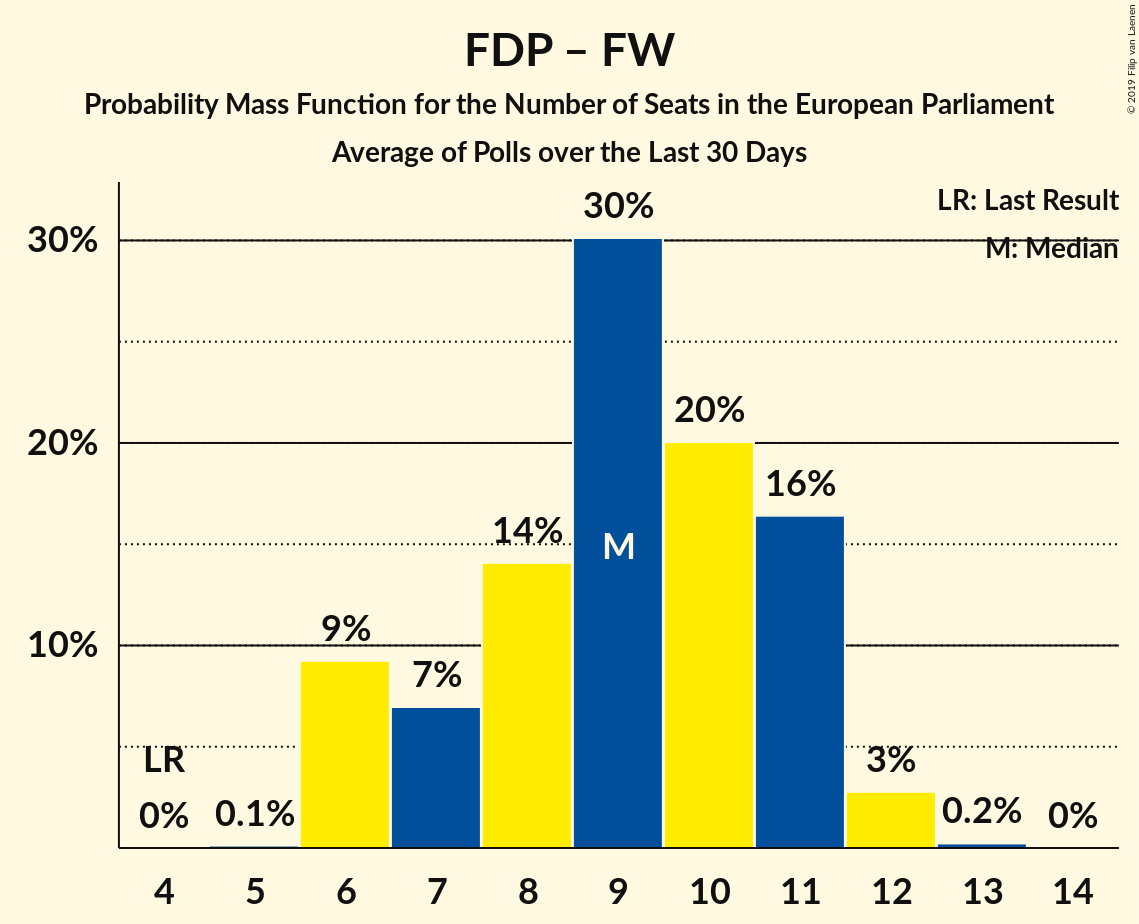 FDP – FW
Probability Mass Function for the Number of Seats in the European Parliament
Average of Polls over the Last 30 Days
© 2019 Filip van Laenen
LR: Last Result
M: Median
30%
20%
10%
LR
0%
0.1%
9%
7%
14%
30%
M
20%
16%
3%
0.2%
0%
4 5 6 7 8 9 10 11 12 13 14